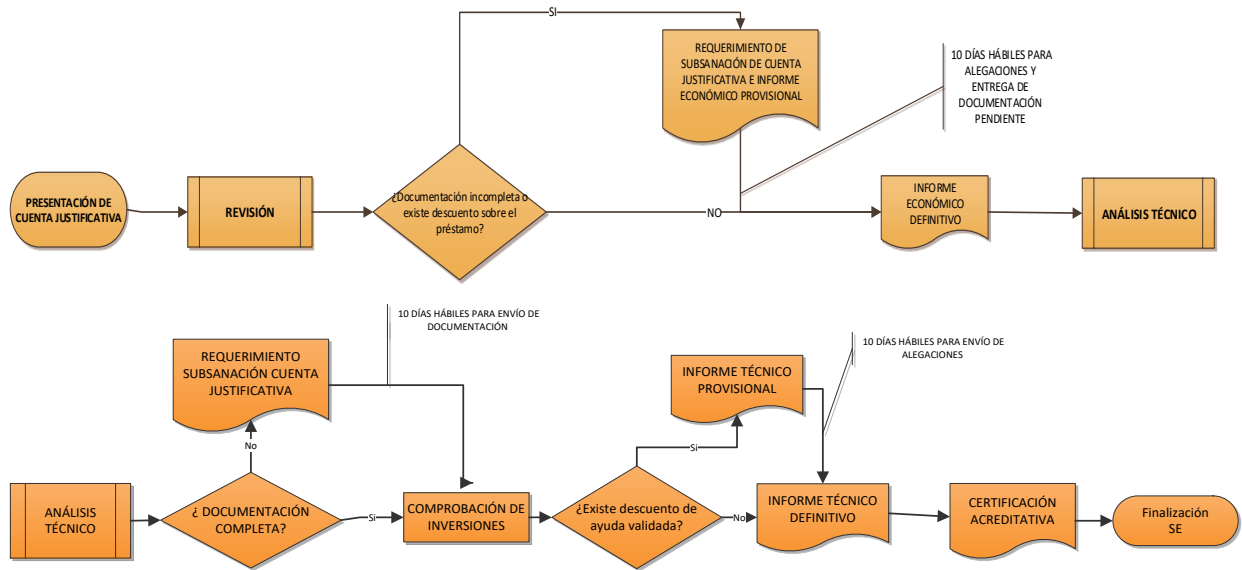 SI
REQUERIMIENTO DE
SUBSANACIÓN DE CUENTA
JUSTIFICATIVA E INFORME
ECONÓMICO PROVISIONAL
10 DÍAS HÁBILES PARA
ALEGACIONES Y
ENTREGA DE
DOCUMENTACIÓN
PENDIENTE
PRESENTACIÓN DE
CUENTA JUSTIFICATIVA
REVISIÓN
¿Documentación incompleta o
existe descuento sobre el
préstamo?
NO
INFORME
ECONÓMICO
DEFINITIVO
ANÁLISIS TÉCNICO
10 DÍAS HÁBILES PARA ENVÍO DE
DOCUMENTACIÓN
REQUERIMIENTO
SUBSANACIÓN CUENTA
JUSTIFICATIVA
10 DÍAS HÁBILES PARA ENVÍO DE
ALEGACIONES
INFORME TÉCNICO
PROVISIONAL
No
Si
ANÁLISIS
TÉCNICO
¿ DOCUMENTACIÓN
COMPLETA?
Si
COMPROBACIÓN DE
INVERSIONES
¿Existe descuento de
ayuda validada?
No
INFORME TÉCNICO
DEFINITIVO
CERTIFICACIÓN
ACREDITATIVA
Finalización
SE